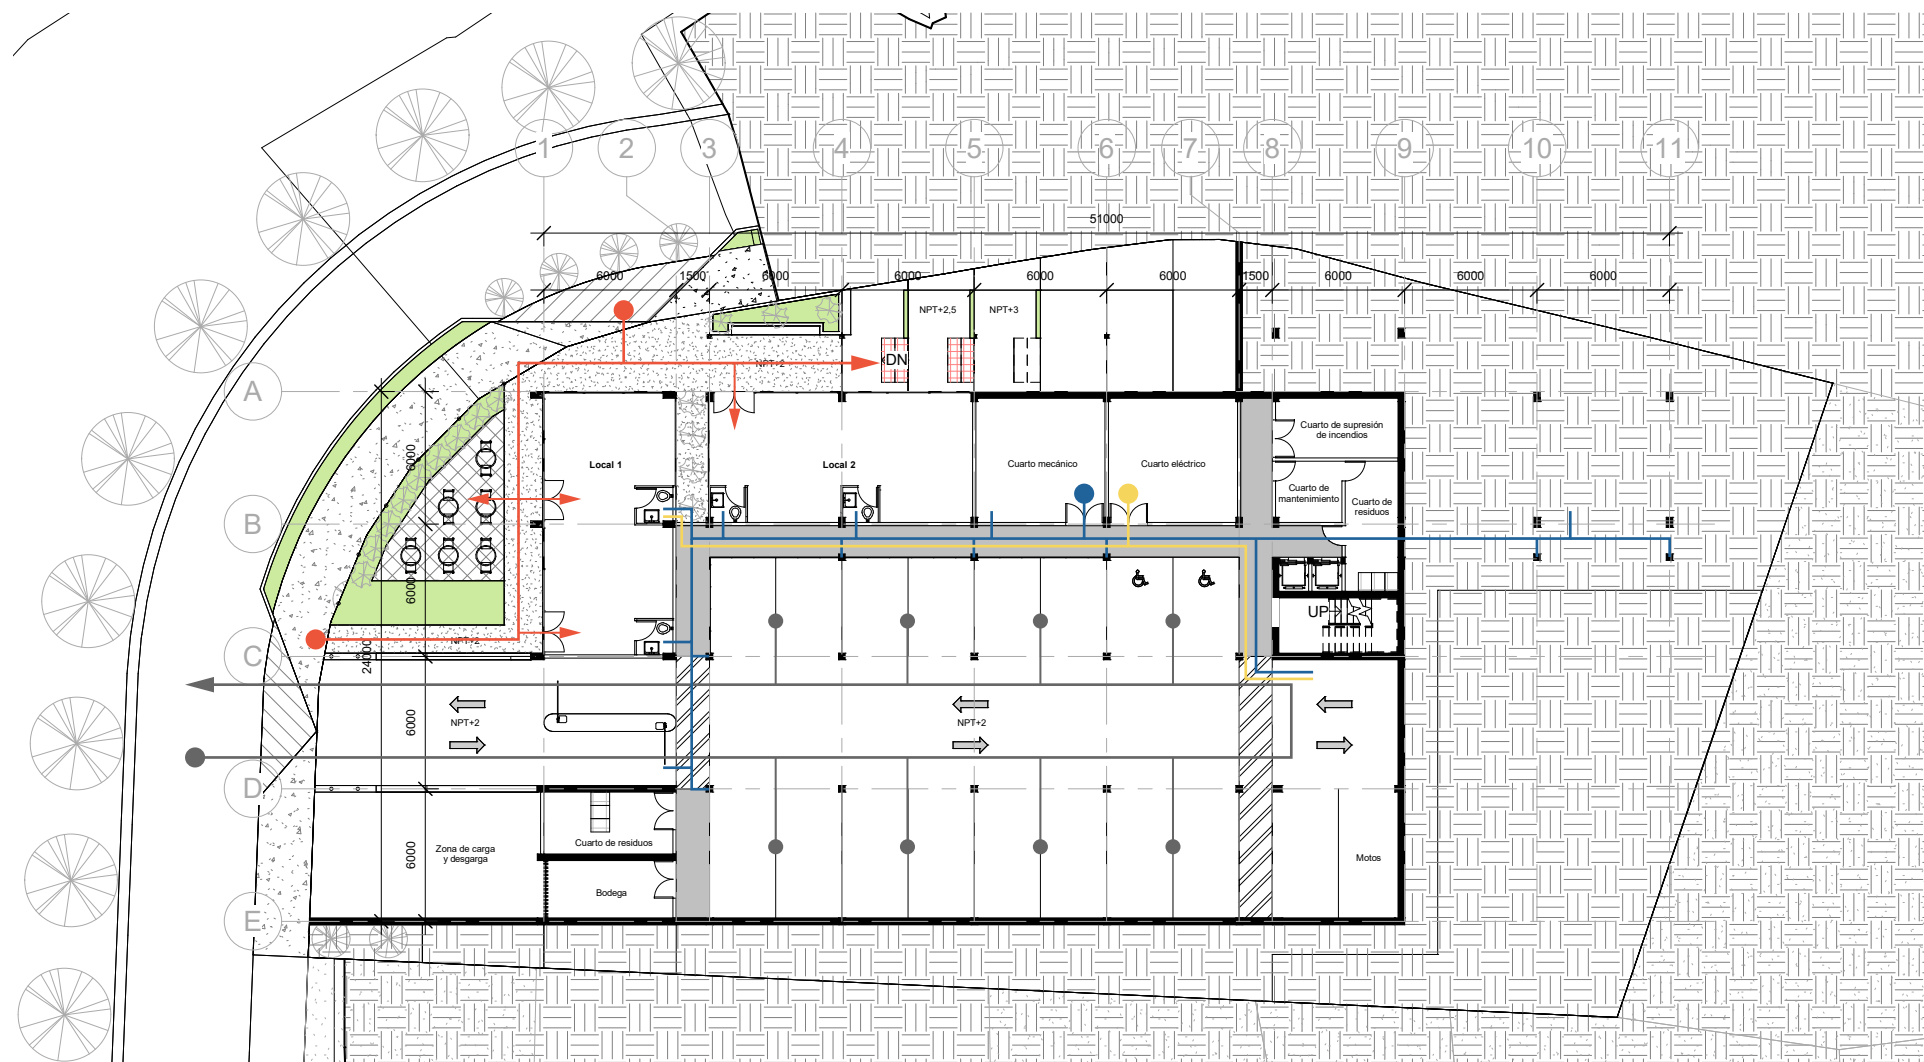 1
2
3
4
5
6
7
8
9
10
11
51000
6000
1500
6000
6000
6000
6000
1500
6000
6000
6000
NPT+2,5
NPT+3
DN
NPT+2
A
Cuarto de supresión
de incendios
6000
Local 1
Local 2
Cuarto mecánico
Cuarto eléctrico
Cuarto de
mantenimiento
Cuarto de
residuos
B
6000
UP
NPT+2
C
24000
NPT+2
6000
NPT+2
D
Cuarto de residuos
Zona de carga
y desgarga
6000
Motos
Bodega
E